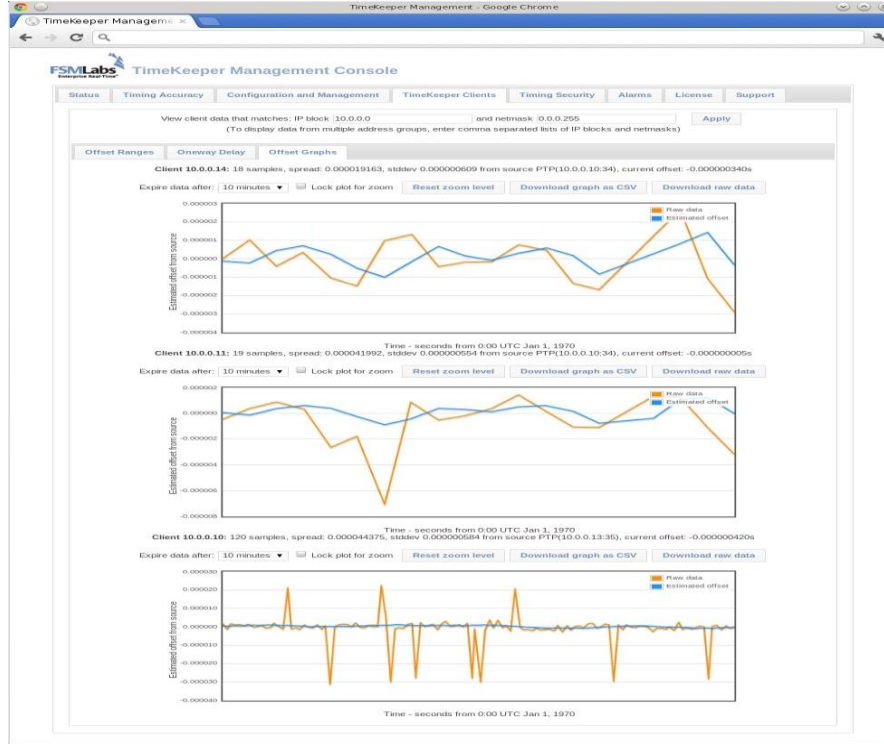 TimeKeeper Management - Google Chrome
TimeKeeper Manageme ×
FSMLabs
Enterprise Real-Time
TimeKeeper Management Console
Status Timing Accuracy Configuration and Management TimeKeeper Clients Timing Security Alarms License Support
View client data that matches: IP block 10.0.0.0 and netmask 0.0.0.255 Apply
(To display data from multiple address groups, enter comma separated lists of IP blocks and netmasks)
Offset Ranges Oneway Delay Offset Graphs
Client 10.0.0.14: 18 samples, spread: 0.000019163, stddev 0.000000609 from source PTP(10.0.0.10:34), current offset: -0.000000340s
Expire data after: 10 minutes Lock plot for zoom Reset zoom level Download graph as CSV Download raw data
Estimated offset from source
0.000003
0.000002
0.000001
0.000000
-0.000001
-0.000002
-0.000003
-0.000004
Raw data
Estimated offset
Time - seconds from 0:00 UTC Jan 1, 1970
Client 10.0.0.11: 19 samples, spread: 0.000041992, stddev 0.000000554 from source PTP(10.0.0.10:34), current offset: -0.000000005s
Expire data after: 10 minutes Lock plot for zoom Reset zoom level Download graph as CSV Download raw data
Estimated offset from source
0.000002
0.000000
-0.000002
-0.000004
-0.000006
-0.000008
Raw data
Estimated offset
Time - seconds from 0:00 UTC Jan 1, 1970
Client 10.0.0.10: 120 samples, spread: 0.000044375, stddev 0.000000584 from source PTP(10.0.13:35), current offset: -0.000000420s
Expire data after: 10 minutes Lock plot for zoom Reset zoom level Download graph as CSV Download raw data
Estimated offset from source
0.000030
0.000020
0.000010
0.000000
-0.000010
-0.000020
-0.000030
-0.000040
Raw data
Estimated offset
Time - seconds from 0:00 UTC Jan 1, 1970